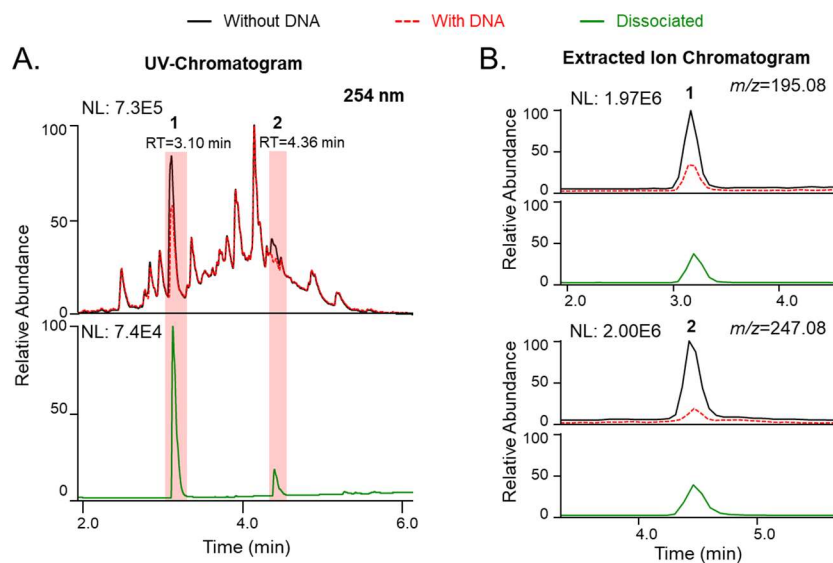 Without DNA With DNA Dissociated
A. UV-Chromatogram
254 nm
NL: 7.3E5
1 2
RT=3.10 min RT=4.36 min
100
50
0
Relative Abundance
NL: 7.4E4
100
50
0
Relative Abundance
2.0 4.0 6.0
Time (min)
B. Extracted Ion Chromatogram
NL: 1.97E6 1 m/z=195.08
100
50
0
100
50
0
Relative Abundance
2.0 3.0 4.0
NL: 2.00E6 2 m/z=247.08
100
50
0
100
50
0
Relative Abundance
4.0 5.0
Time (min)